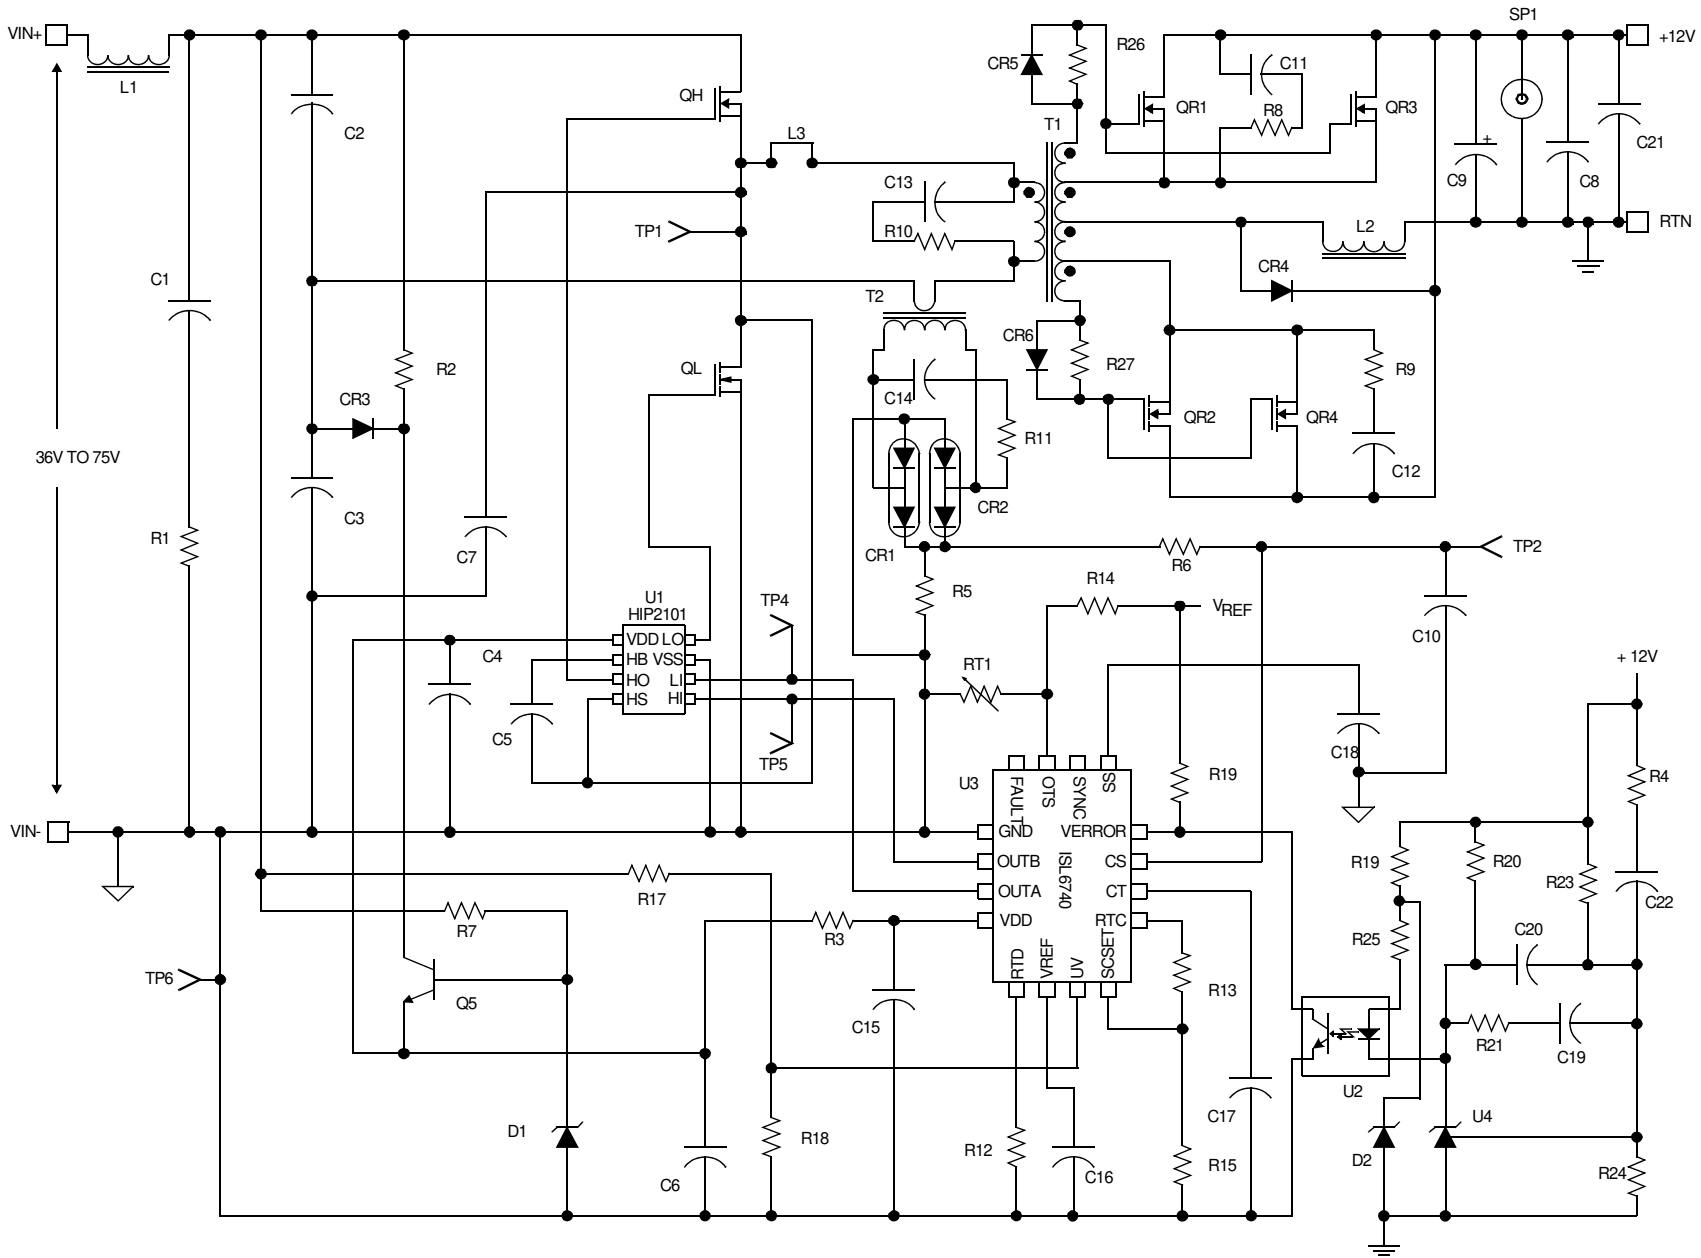 SP1
VIN+
+12V
R26
CR5
C11
L1
QH
QR1
R8
QR3
C2
T1
L3
C21
C13
C9
C8
TP1
R10
RTN
L2
C1
CR4
T2
CR6
R2
QL
R27
R9
C14
CR3
QR2
QR4
R11
36V TO 75V
C12
C3
CR2
R1
C7
CR1
R6
TP2
R14
R5
U1
HIP2101
TP4
VREF
C10
VDD LO
C4
HB VSS
+ 12V
RT1
HO LI
HS HI
C5
C18
TP5
U3
FAULT
OTS
SYNC
SS
R19
R4
VIN-
GND
VERROR
OUTB
ISL6740
CS
R19
R20
R23
OUTA
CT
R17
C22
VDD
RTC
R7
R3
R25
C20
RTD
VREF
UV
SCSET
TP6
R13
Q5
C15
R21
C19
U2
C17
U4
D1
R18
R12
R15
D2
C6
C16
R24